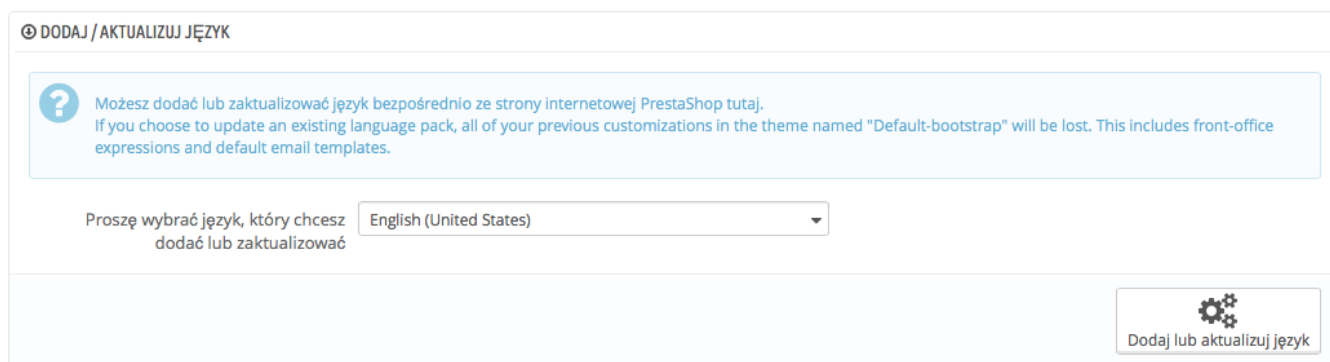 DODAJ / AKTUALIZUJ JĘZYK
Możesz dodać lub zaktualizować język bezpośrednio ze strony internetowej PrestaShop tutaj.
If you choose to update an existing language pack, all of your previous customizations in the theme named "Default-bootstrap" will be lost. This includes front-office
expressions and default email templates.
Proszę wybrać język, który chcesz
dodać lub zaktualizować
English (United States)
Dodaj lub aktualizuj język